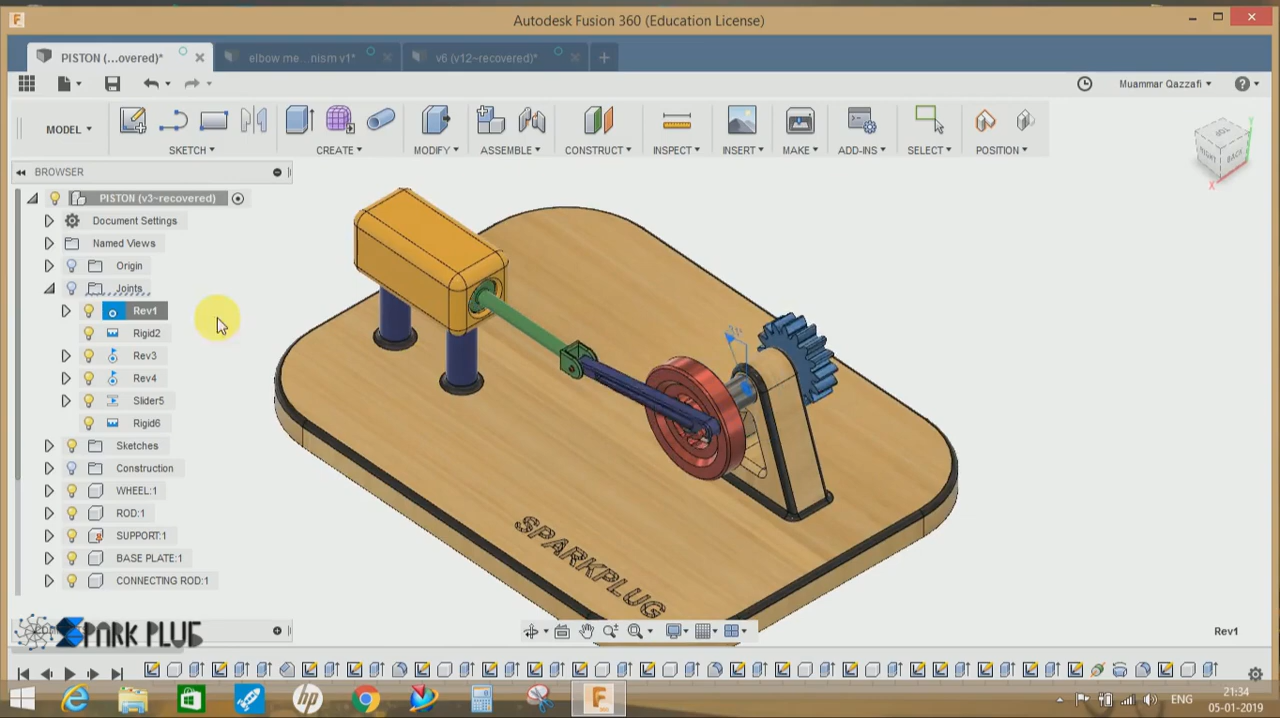 Autodesk Fusion 360 (Education License)
PISTON (...overed)*
elbow me...nism v1*
v6 (v12~recovered)*
Muammar Qazzafi
MODEL
SKETCH
CREATE
MODIFY
ASSEMBLE
CONSTRUCT
INSPECT
INSERT
MAKE
ADD-INS
SELECT
POSITION
TOP
RIGHT
BACK
Y
X
BROWSER
PISTON (v3~recovered)
Document Settings
Named Views
Origin
Joints
Rev1
Rigid2
Rev3
Rev4
Slider5
Rigid6
Sketches
Construction
WHEEL:1
ROD:1
SUPPORT:1
BASE PLATE:1
CONNECTING ROD:1
SPARKPLUG
SPARK PLUG
Rev1
ENG
21:34
05-01-2019